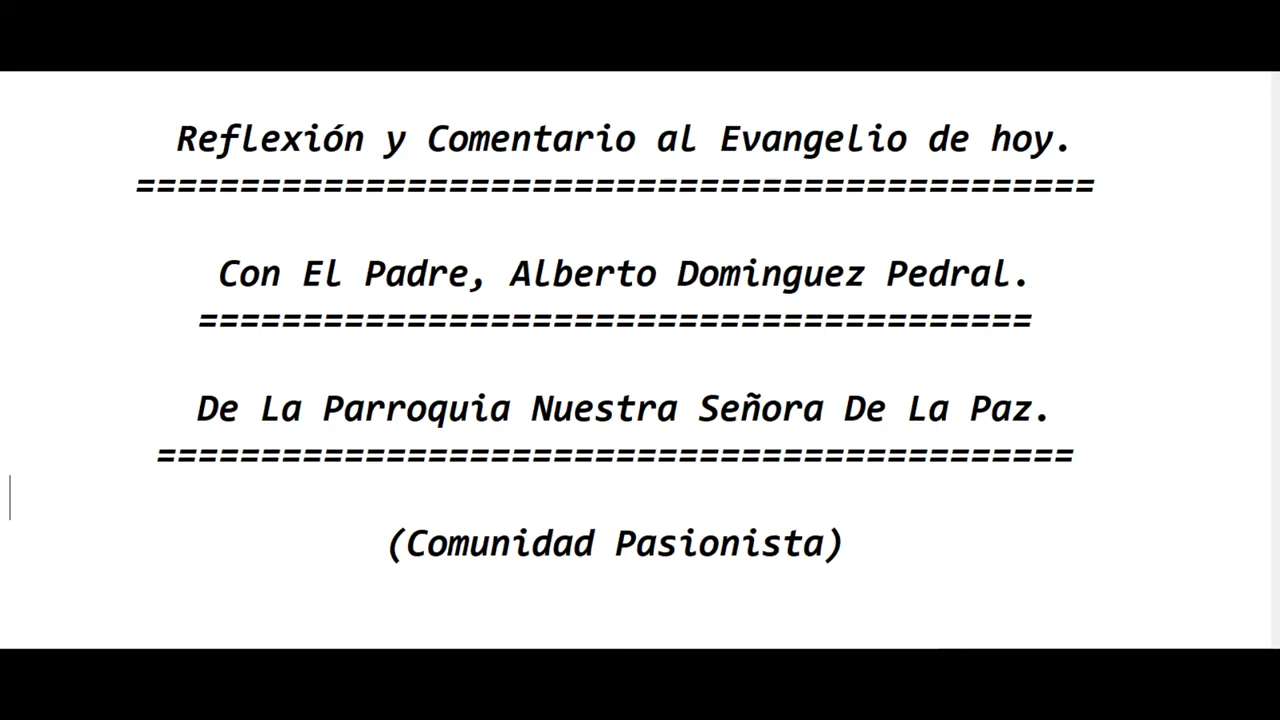 Reflexión y Comentario al Evangelio de hoy.
==============================================
Con El Padre, Alberto Dominguez Pedral.
========================================
De La Parroquia Nuestra Señora De La Paz.
============================================
(Comunidad Pasionista)